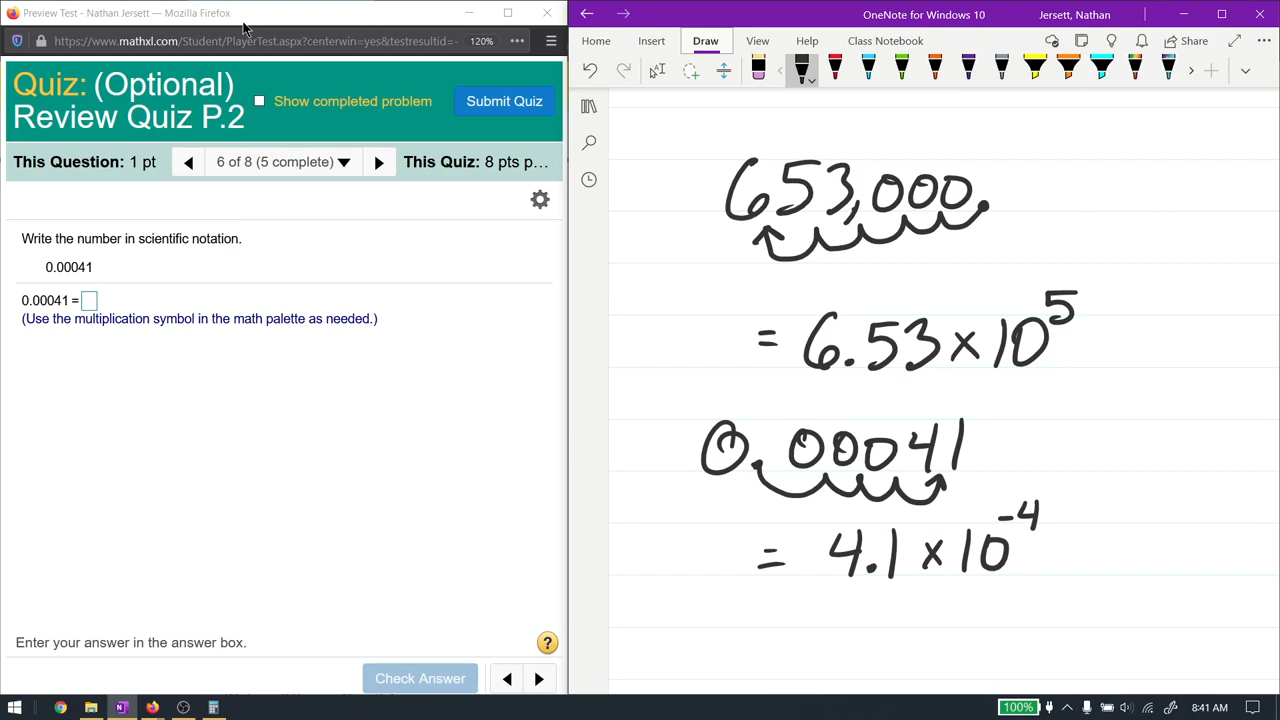 Preview Test - Nathan Jersett — Mozilla Firefox
https://www.mathxl.com/Student/PlayerTest.aspx?centerwin=yes&testresultid=-
120%
Quiz: (Optional)
Review Quiz P.2
Show completed problem
Submit Quiz
This Question: 1 pt
6 of 8 (5 complete)
This Quiz: 8 pts p…
Write the number in scientific notation.
0.00041
0.00041 =
(Use the multiplication symbol in the math palette as needed.)
Enter your answer in the answer box.
?
Check Answer
OneNote for Windows 10
Jersett, Nathan
Home Insert Draw View Help Class Notebook
Share
653,000.
= 6.53 × 10^5
0.00041
= 4.1 × 10^-4
100%
8:41 AM